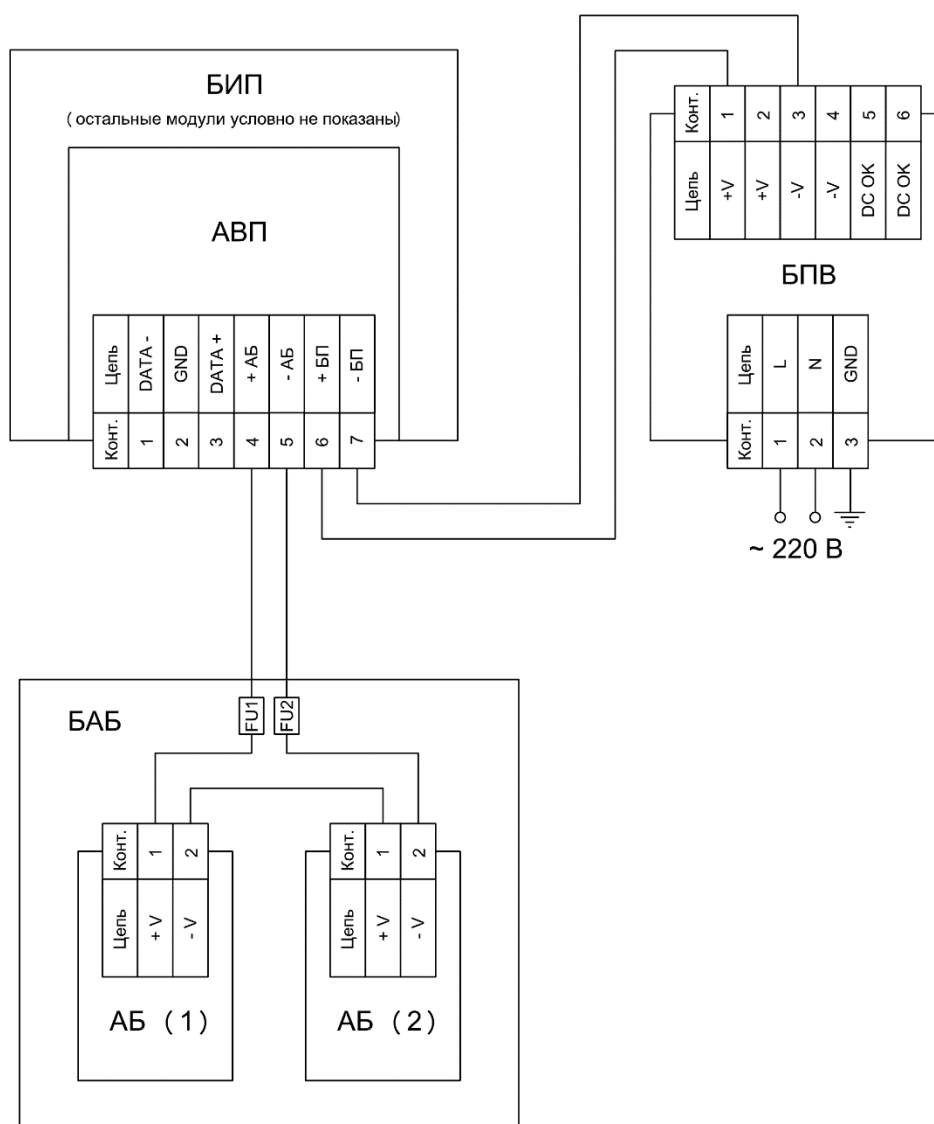 БИП
( остальные модули условно не показаны)
АВП
Цепь DATA - GND DATA + + АБ - АБ + БП - БП
Конт. 1 2 3 4 5 6 7
Конт. 1 2 3 4 5 6
Цепь +V +V -V -V DC OK DC OK
БПВ
Цепь L N GND
Конт. 1 2 3
~ 220 В
БАБ
FU1 FU2
Конт. 1 2
Цепь + V - V
АБ ( 1 )
Конт. 1 2
Цепь + V - V
АБ ( 2 )